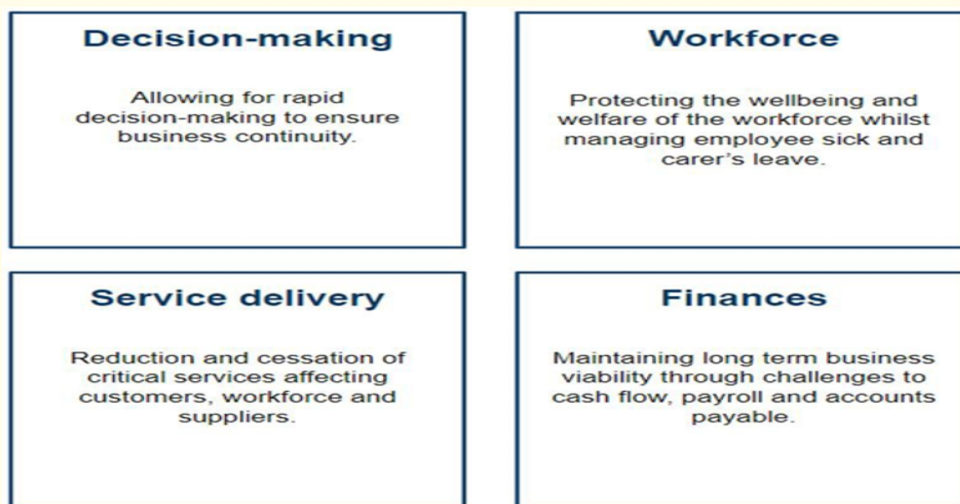 Decision-making
Allowing for rapid
decision-making to ensure
business continuity.
Workforce
Protecting the wellbeing and
welfare of the workforce whilst
managing employee sick and
carer's leave.
Service delivery
Reduction and cessation of
critical services affecting
customers, workforce and
suppliers.
Finances
Maintaining long term business
viability through challenges to
cash flow, payroll and accounts
payable.